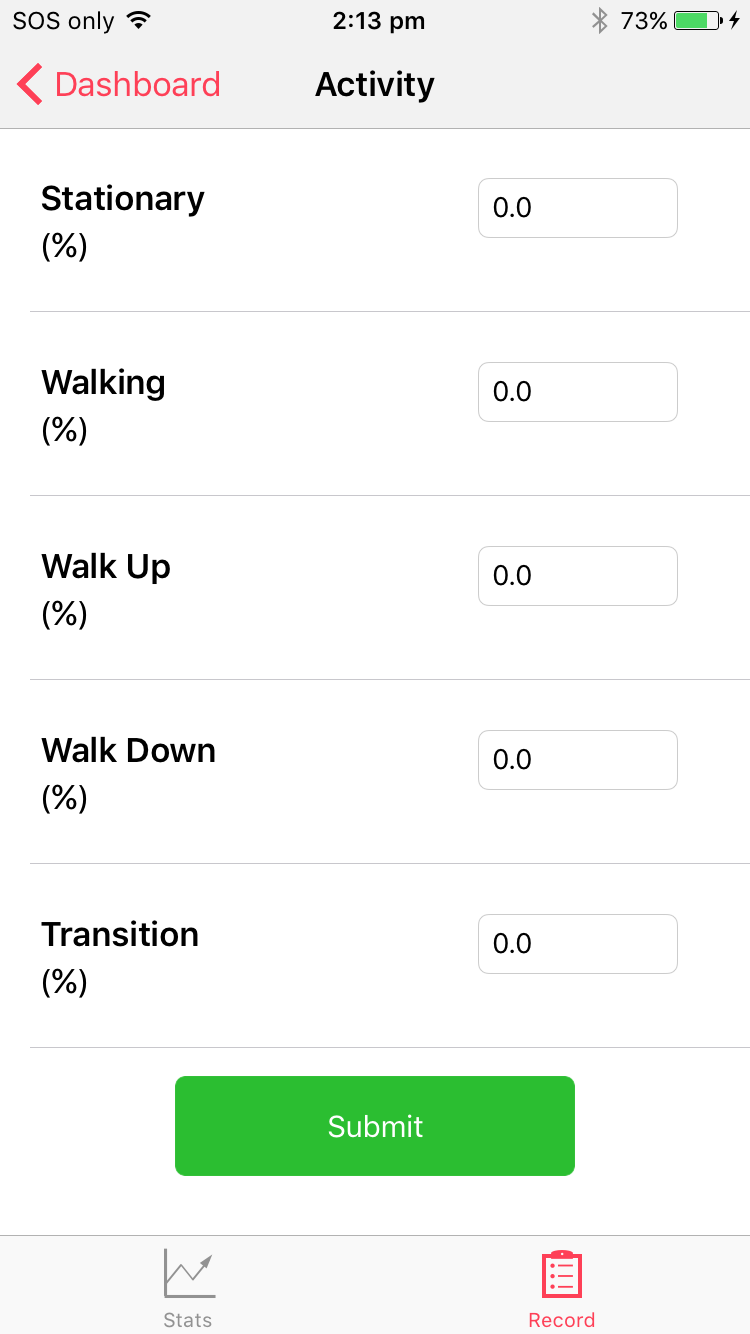 SOS only 2:13 pm 73%
Dashboard Activity
Stationary 0.0
(%)
Walking 0.0
(%)
Walk Up 0.0
(%)
Walk Down 0.0
(%)
Transition 0.0
(%)
Submit
Stats Record